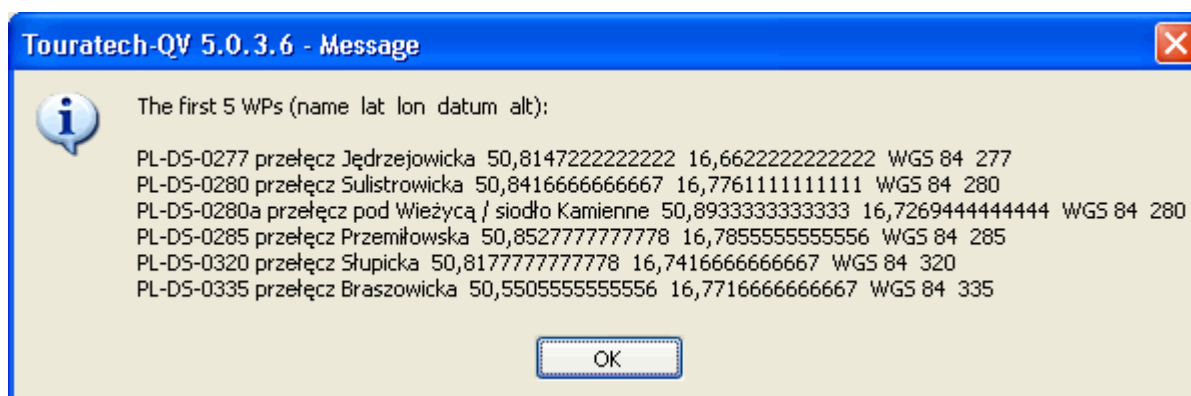 Touratech-QV 5.0.3.6 - Message
The first 5 WPs (name lat lon datum alt):
PL-DS-0277 przełęcz Jędrzejowicka 50,8147222222222 16,6622222222222 WGS 84 277
PL-DS-0280 przełęcz Sulistrowicka 50,8416666666667 16,7761111111111 WGS 84 280
PL-DS-0280a przełęcz pod Wieżycą / siodło Kamienne 50,8933333333333 16,7269444444444 WGS 84 280
PL-DS-0285 przełęcz Przemiłowska 50,8527777777778 16,7855555555556 WGS 84 285
PL-DS-0320 przełęcz Słupicka 50,8177777777778 16,7416666666667 WGS 84 320
PL-DS-0335 przełęcz Braszowicka 50,5505555555556 16,7716666666667 WGS 84 335
OK